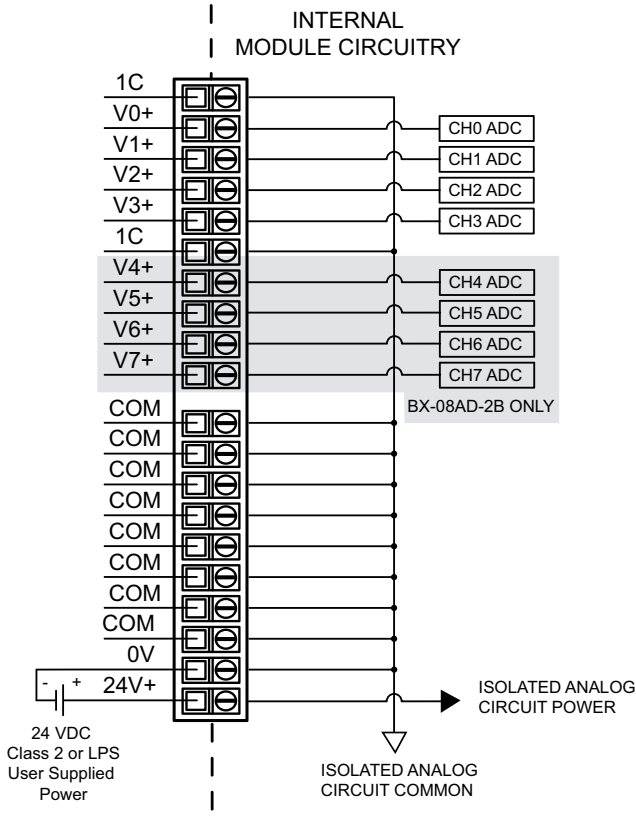 INTERNAL
MODULE CIRCUITRY
1C
V0+
CH0 ADC
V1+
CH1 ADC
V2+
CH2 ADC
V3+
CH3 ADC
1C
V4+
CH4 ADC
V5+
CH5 ADC
V6+
CH6 ADC
V7+
CH7 ADC
BX-08AD-2B ONLY
COM
COM
COM
COM
COM
COM
COM
COM
0V
- +
24V+
ISOLATED ANALOG
CIRCUIT POWER
24 VDC
Class 2 or LPS
User Supplied
Power
ISOLATED ANALOG
CIRCUIT COMMON